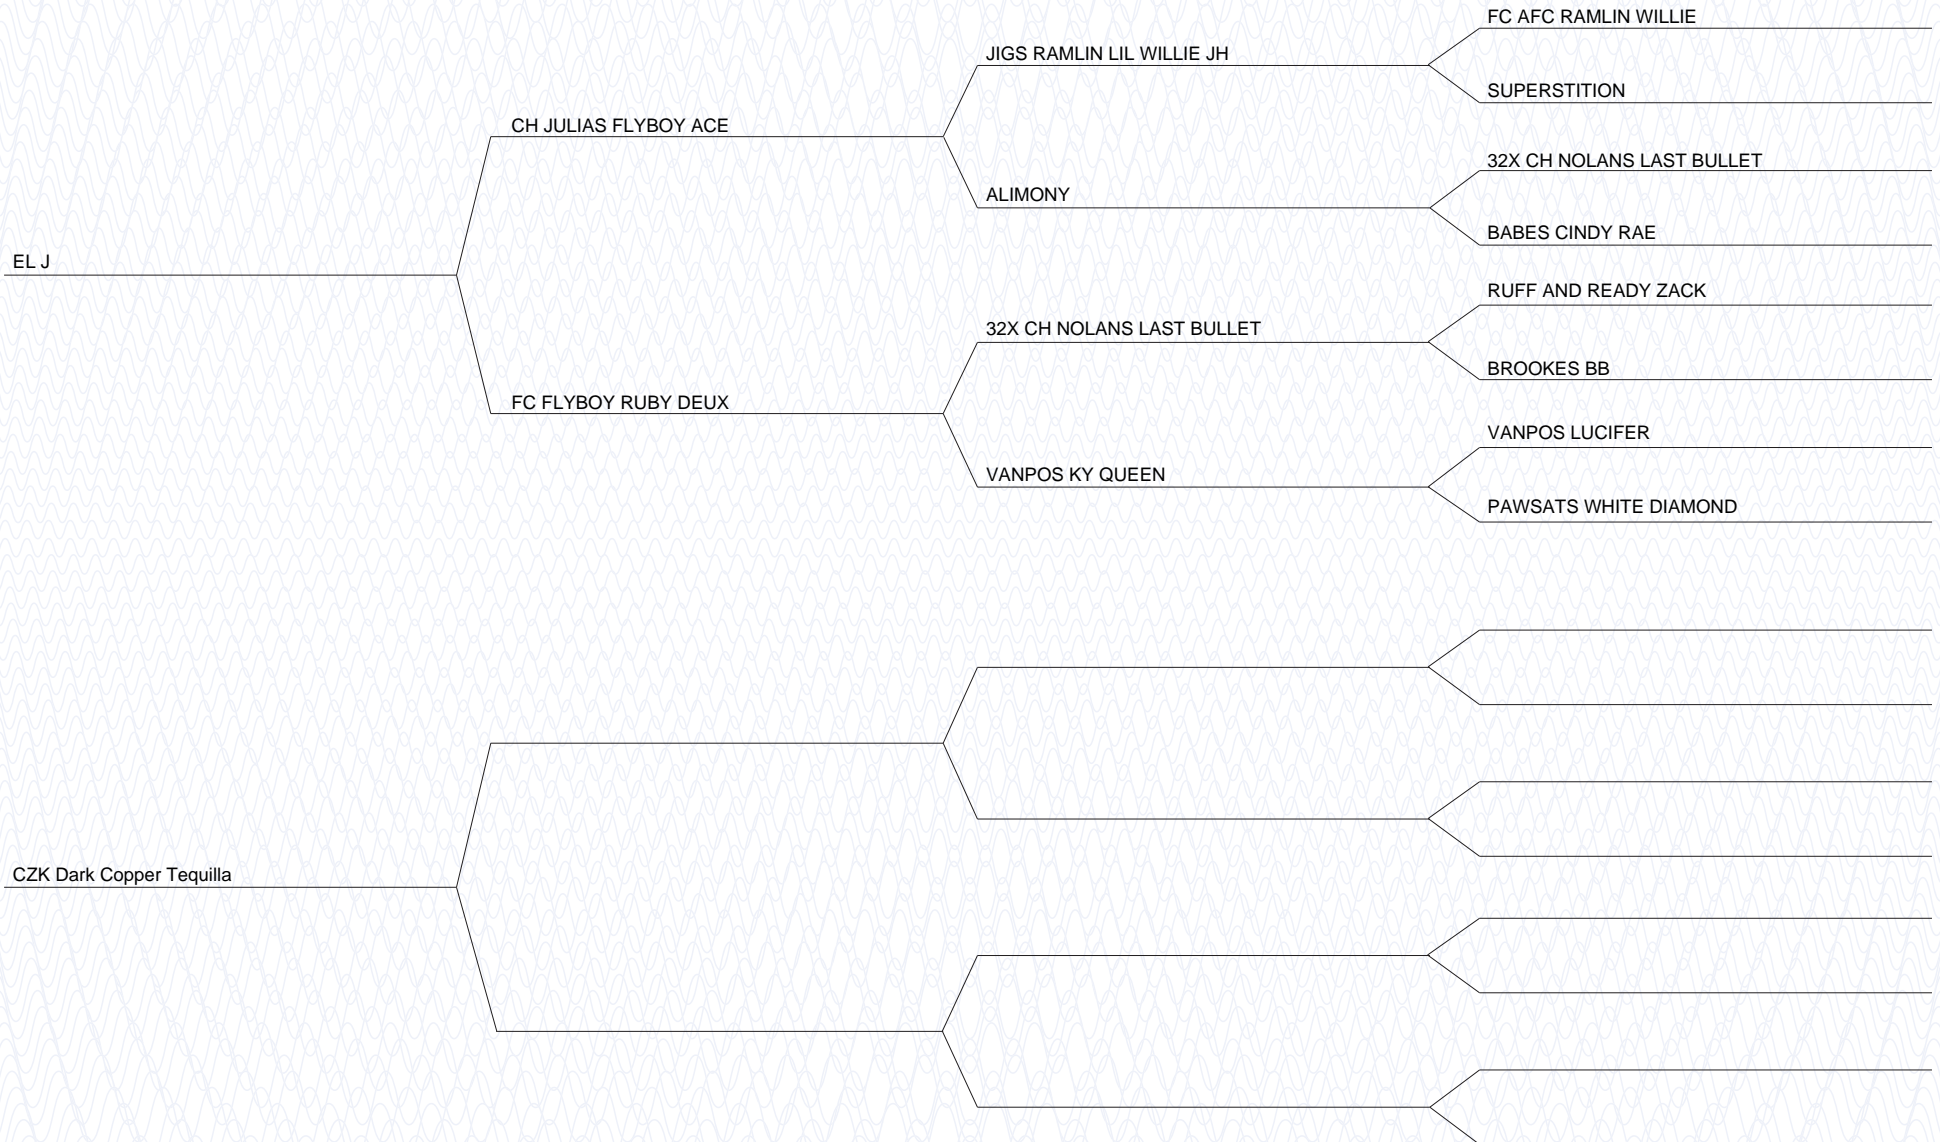 FC AFC RAMLIN WILLIE
JIGS RAMLIN LIL WILLIE JH
SUPERSTITION
CH JULIAS FLYBOY ACE
32X CH NOLANS LAST BULLET
ALIMONY
BABES CINDY RAE
EL J
RUFF AND READY ZACK
32X CH NOLANS LAST BULLET
BROOKES BB
FC FLYBOY RUBY DEUX
VANPOS LUCIFER
VANPOS KY QUEEN
PAWSATS WHITE DIAMOND
CZK Dark Copper Tequilla